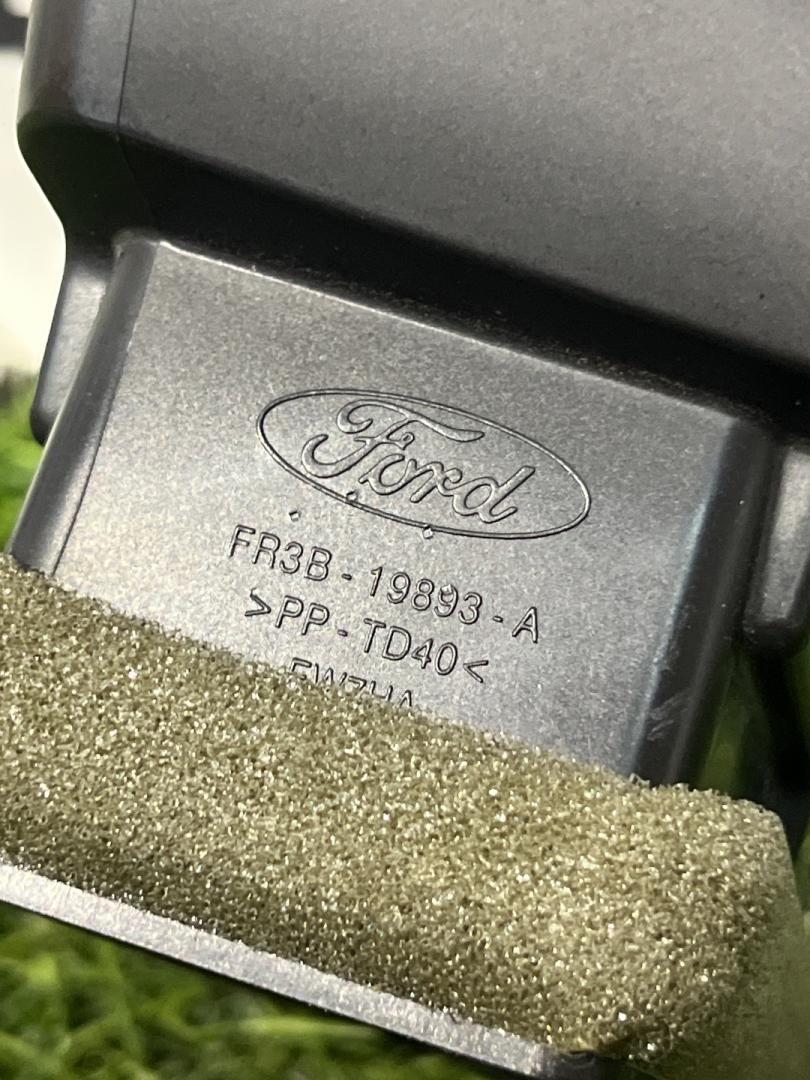 Ford
FR3B - 19893 - A
>PP - TD40<